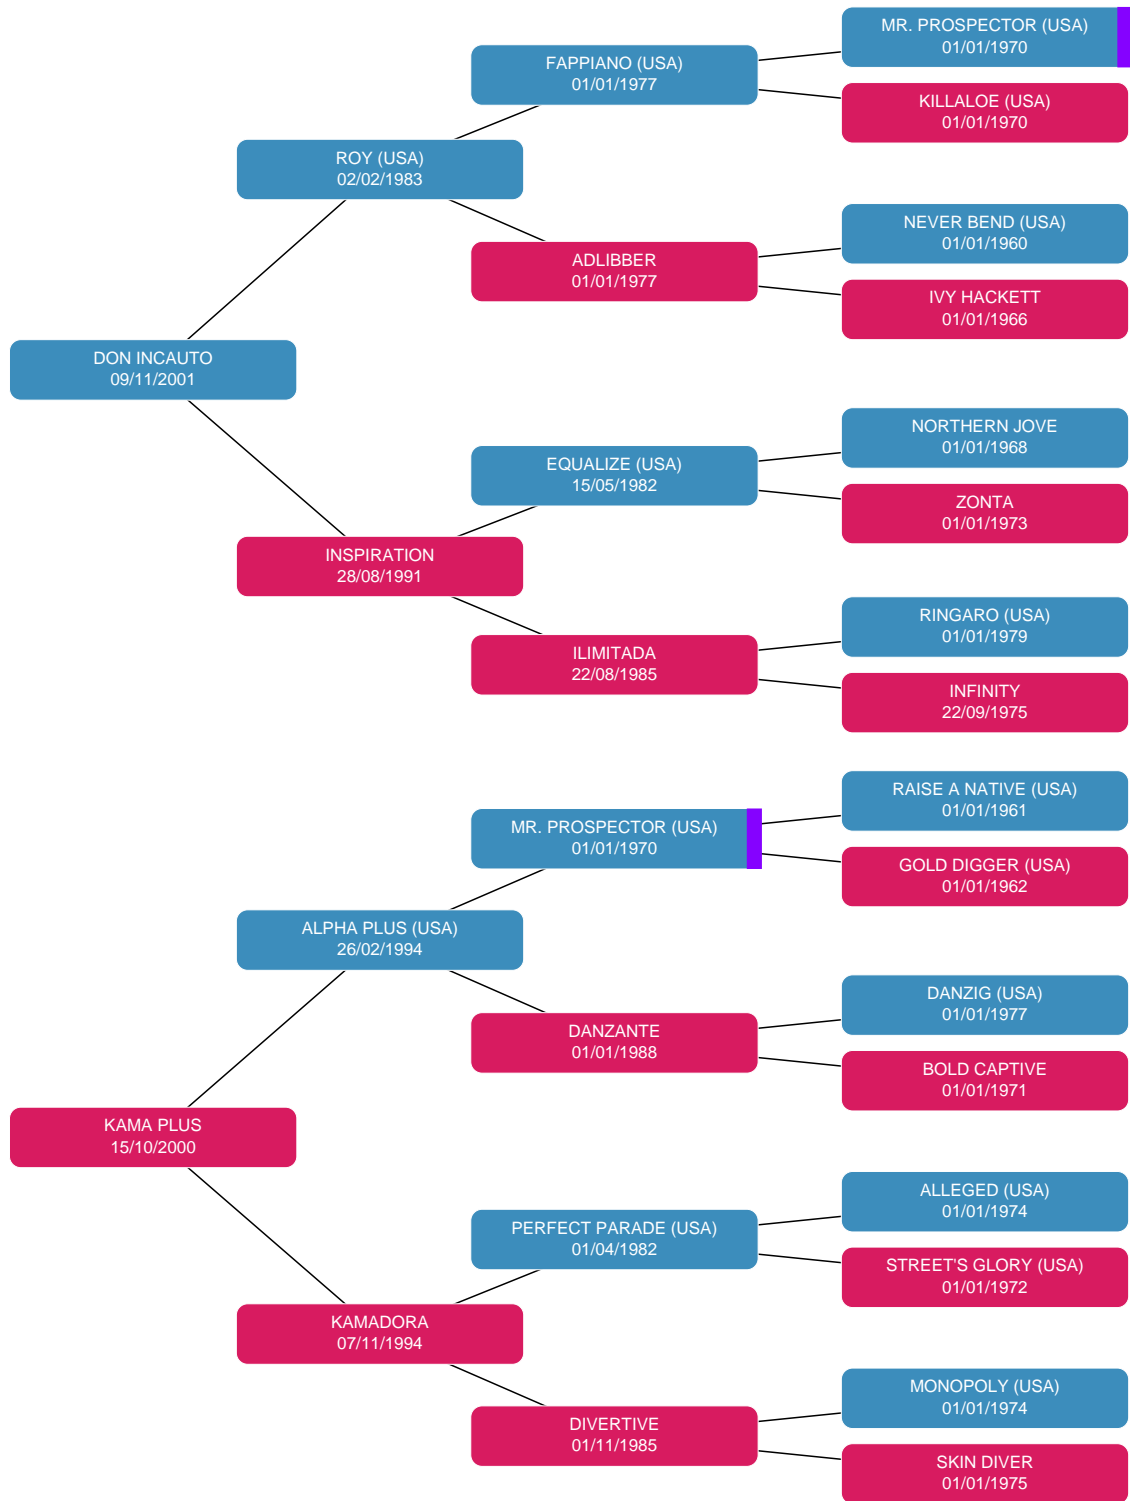 MR. PROSPECTOR (USA)
01/01/1970
FAPPIANO (USA)
01/01/1977
KILLALOE (USA)
01/01/1970
ROY (USA)
02/02/1983
NEVER BEND (USA)
01/01/1960
ADLIBBER
01/01/1977
IVY HACKETT
01/01/1966
DON INCAUTO
09/11/2001
NORTHERN JOVE
01/01/1968
EQUALIZE (USA)
15/05/1982
ZONTA
01/01/1973
INSPIRATION
28/08/1991
RINGARO (USA)
01/01/1979
ILIMITADA
22/08/1985
INFINITY
22/09/1975
RAISE A NATIVE (USA)
01/01/1961
MR. PROSPECTOR (USA)
01/01/1970
GOLD DIGGER (USA)
01/01/1962
ALPHA PLUS (USA)
26/02/1994
DANZIG (USA)
01/01/1977
DANZANTE
01/01/1988
BOLD CAPTIVE
01/01/1971
KAMA PLUS
15/10/2000
ALLEGED (USA)
01/01/1974
PERFECT PARADE (USA)
01/04/1982
STREET'S GLORY (USA)
01/01/1972
KAMADORA
07/11/1994
MONOPOLY (USA)
01/01/1974
DIVERTIVE
01/11/1985
SKIN DIVER
01/01/1975